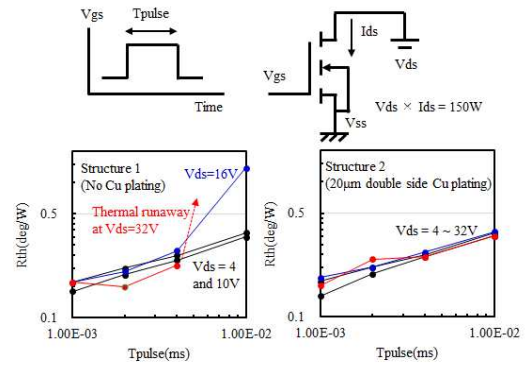 Vgs
Tpulse
Time
Ids
Vgs
Vds
Vss
Vds × Ids = 150W
Structure 1
(No Cu plating)
Vds=16V
Thermal runaway
at Vds=32V
Vds = 4
and 10V
Rth(deg/W)
0.5
0.1
1.00E-03
1.00E-02
Tpulse(ms)
Structure 2
(20μm double side Cu plating)
Vds = 4 ~ 32V
Rth(deg/W)
0.5
0.1
1.00E-03
1.00E-02
Tpulse(ms)